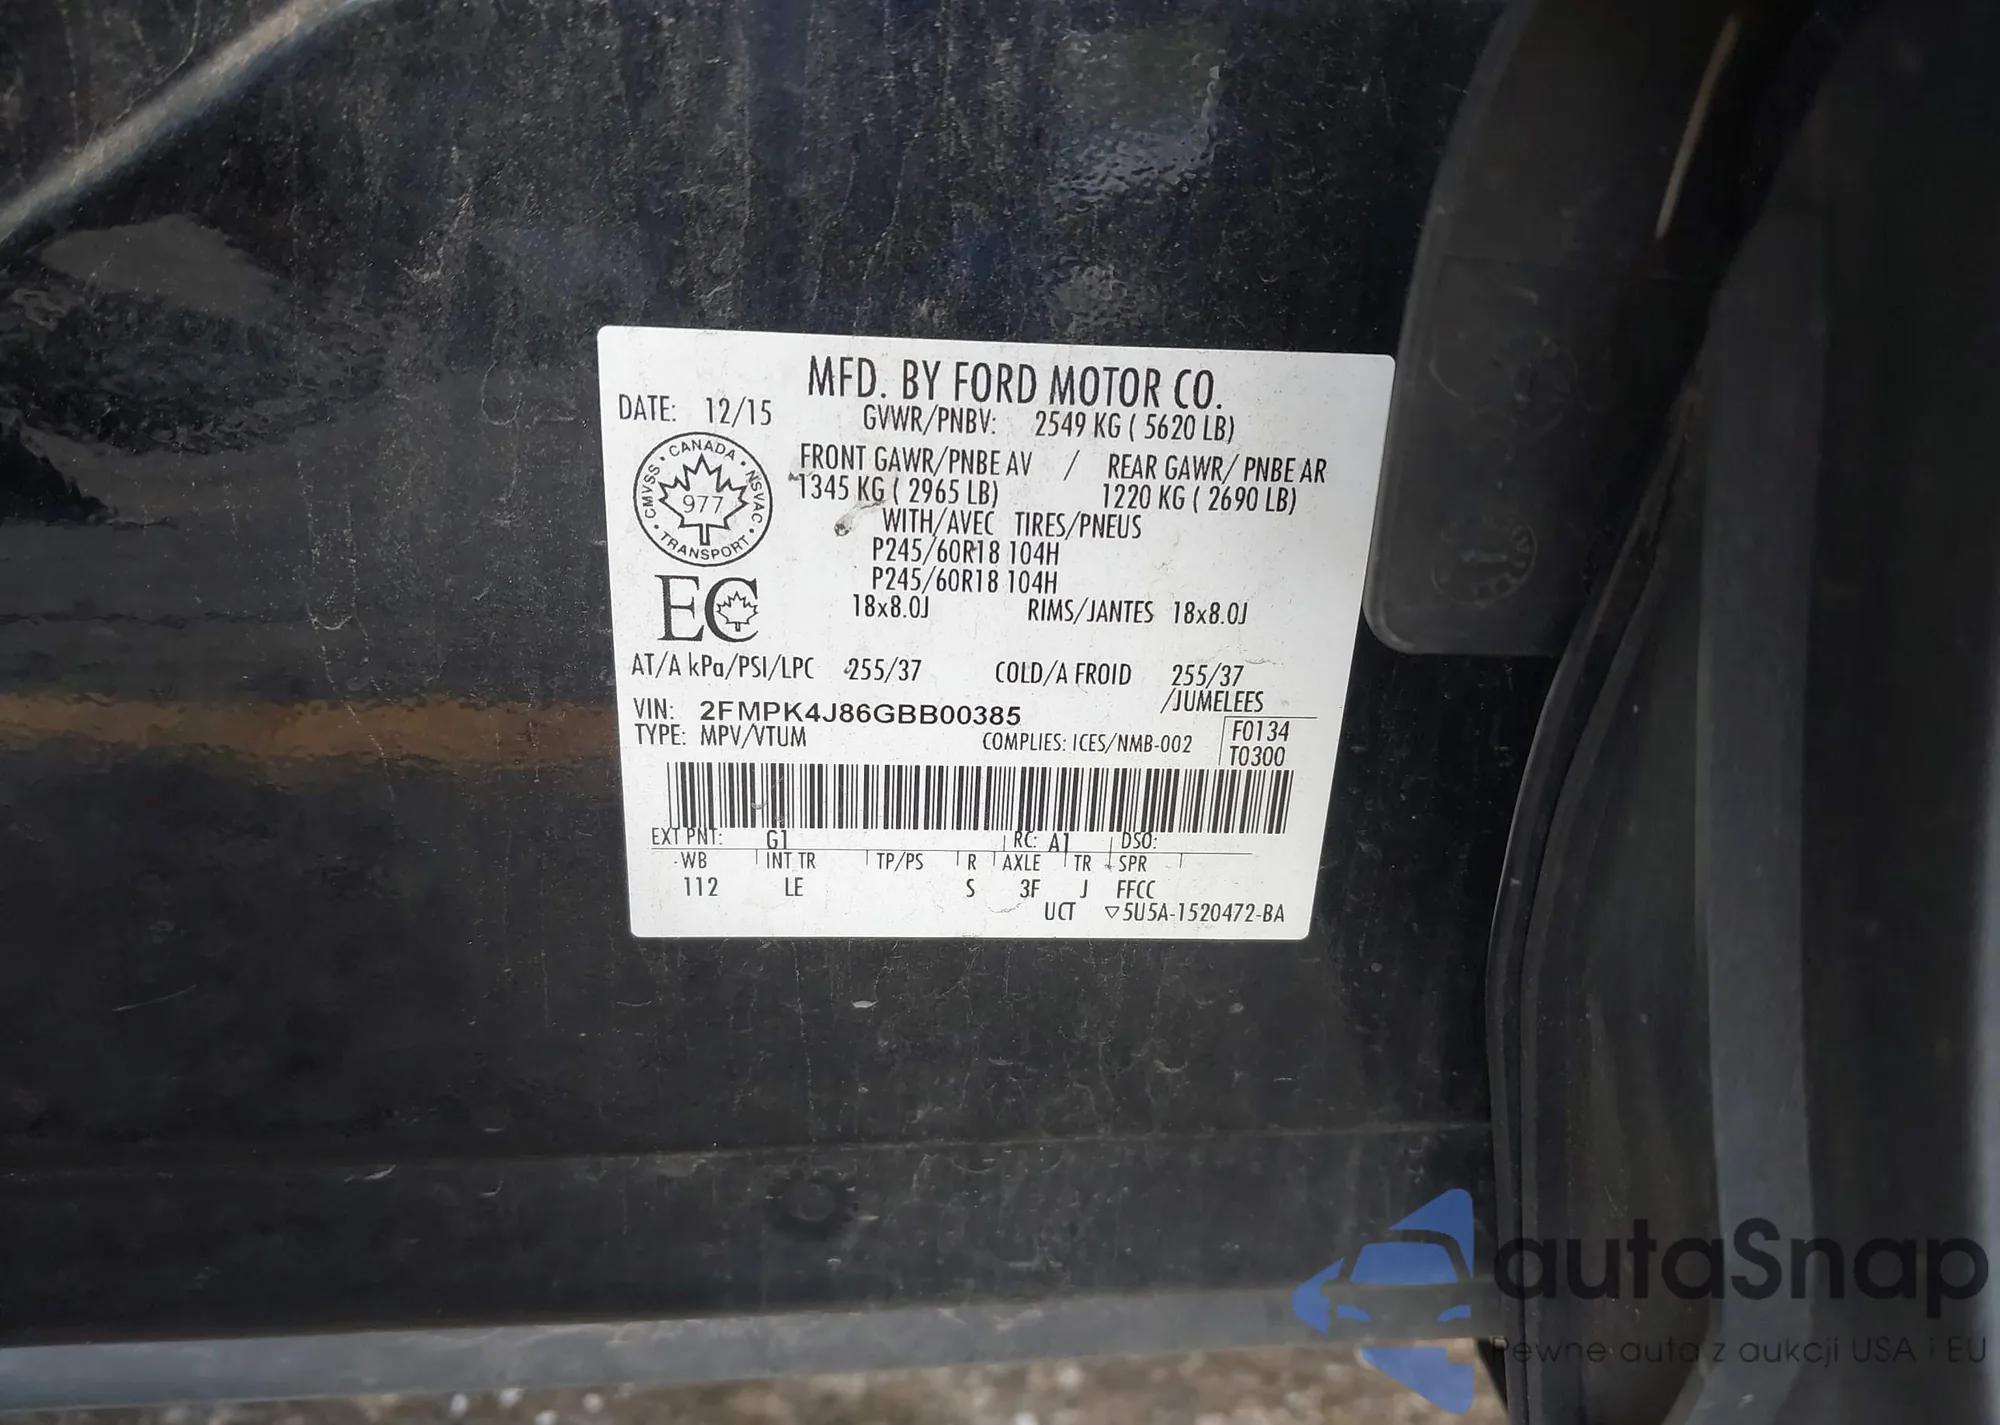 MFD. BY FORD MOTOR CO.
DATE: 12/15
GVWR/PNBV: 2549 KG ( 5620 LB)
FRONT GAWR/PNBE AV / REAR GAWR/ PNBE AR
1345 KG ( 2965 LB) 1220 KG ( 2690 LB)
WITH/AVEC TIRES/PNEUS
P245/60R18 104H
P245/60R18 104H
18x8.0J RIMS/JANTES 18x8.0J
CMVSS • CANADA • NSVAC • TRANSPORT •
977
EC
AT/A kPa/PSI/LPC 255/37 COLD/A FROID 255/37
/JUMELEES
VIN: 2FMPK4J86GBB00385
TYPE: MPV/VTUM COMPLIES: ICES/NMB-002
F0134
T0300
EXT PNT: G1 RC: A1 DSO:
WB INT TR TP/PS R AXLE TR SPR
112 LE S 3F J FFCC
UCT ▽5U5A-1520472-BA
autaSnap
Pewne auta z aukcji USA i EU